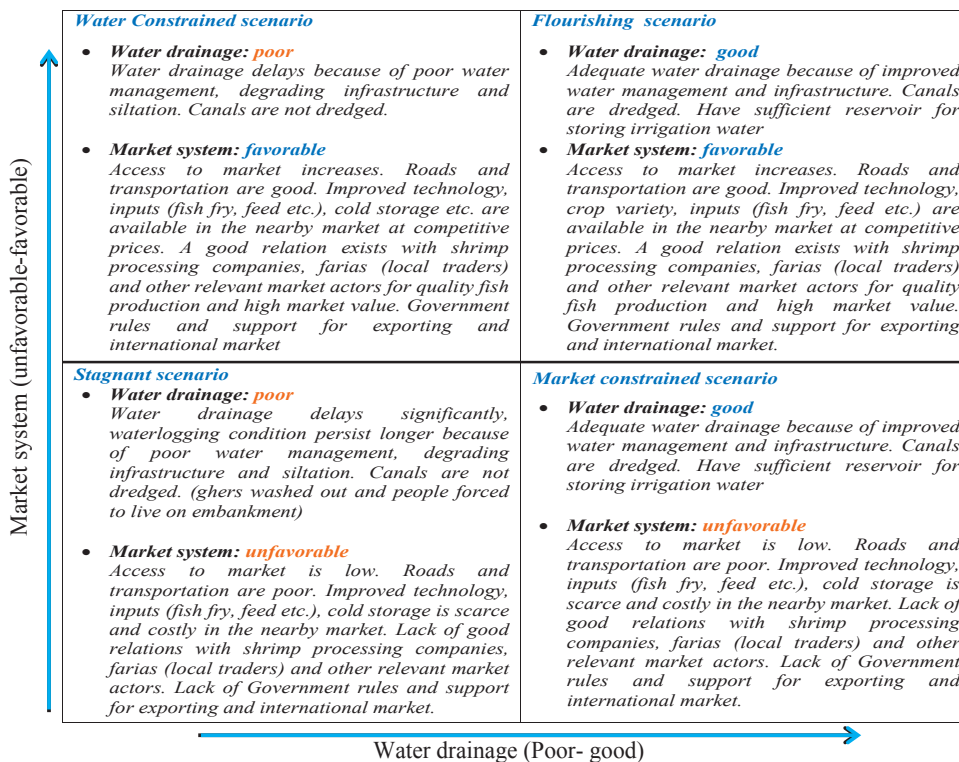 Market system (unfavorable-favorable)
Water Constrained scenario
• Water drainage: poor
Water drainage delays because of poor water
management, degrading infrastructure and
siltation. Canals are not dredged.
• Market system: favorable
Access to market increases. Roads and
transportation are good. Improved technology,
inputs (fish fry, feed etc.), cold storage etc. are
available in the nearby market at competitive
prices. A good relation exists with shrimp
processing companies, farias (local traders)
and other relevant market actors for quality fish
production and high market value. Government
rules and support for exporting and
international market
Flourishing scenario
• Water drainage: good
Adequate water drainage because of improved
water management and infrastructure. Canals
are dredged. Have sufficient reservoir for
storing irrigation water
• Market system: favorable
Access to market increases. Roads and
transportation are good. Improved technology,
crop variety, inputs (fish fry, feed etc.) are
available in the nearby market at competitive
prices. A good relation exists with shrimp
processing companies, farias (local traders)
and other relevant market actors for quality
fish production and high market value.
Government rules and support for exporting
and international market.
Stagnant scenario
• Water drainage: poor
Water drainage delays significantly,
waterlogging condition persist longer because
of poor water management, degrading
infrastructure and siltation. Canals are not
dredged. (ghers washed out and people forced
to live on embankment)
• Market system: unfavorable
Access to market is low. Roads and
transportation are poor. Improved technology,
inputs (fish fry, feed etc.), cold storage is scarce
and costly in the nearby market. Lack of good
relations with shrimp processing companies,
farias (local traders) and other relevant market
actors. Lack of Government rules and support
for exporting and international market.
Market constrained scenario
• Water drainage: good
Adequate water drainage because of improved
water management and infrastructure. Canals
are dredged. Have sufficient reservoir for
storing irrigation water
• Market system: unfavorable
Access to market is low. Roads and
transportation are poor. Improved technology,
inputs (fish fry, feed etc.), cold storage is
scarce and costly in the nearby market. Lack of
good relations with shrimp processing
companies, farias (local traders) and other
relevant market actors. Lack of Government
rules and support for exporting and
international market.
Water drainage (Poor- good)